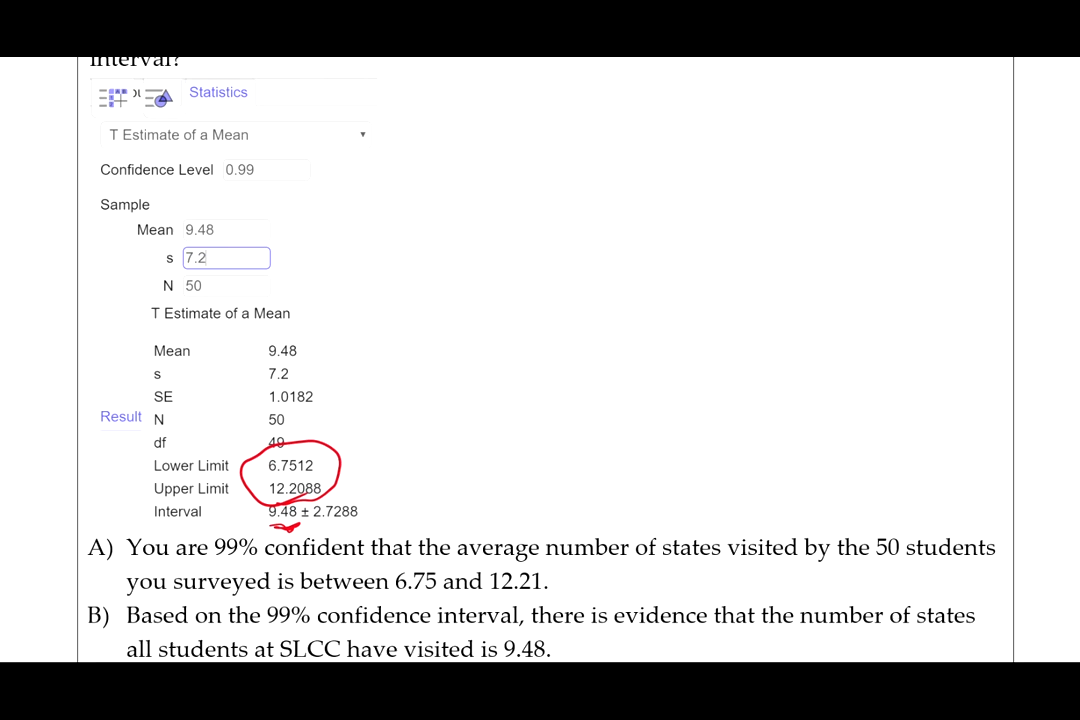 interval?
Statistics
T Estimate of a Mean
Confidence Level 0.99
Sample
Mean 9.48
s 7.2
N 50
T Estimate of a Mean
Mean 9.48
s 7.2
SE 1.0182
Result N 50
df 49
Lower Limit 6.7512
Upper Limit 12.2088
Interval 9.48 ± 2.7288
A) You are 99% confident that the average number of states visited by the 50 students
you surveyed is between 6.75 and 12.21.
B) Based on the 99% confidence interval, there is evidence that the number of states
all students at SLCC have visited is 9.48.